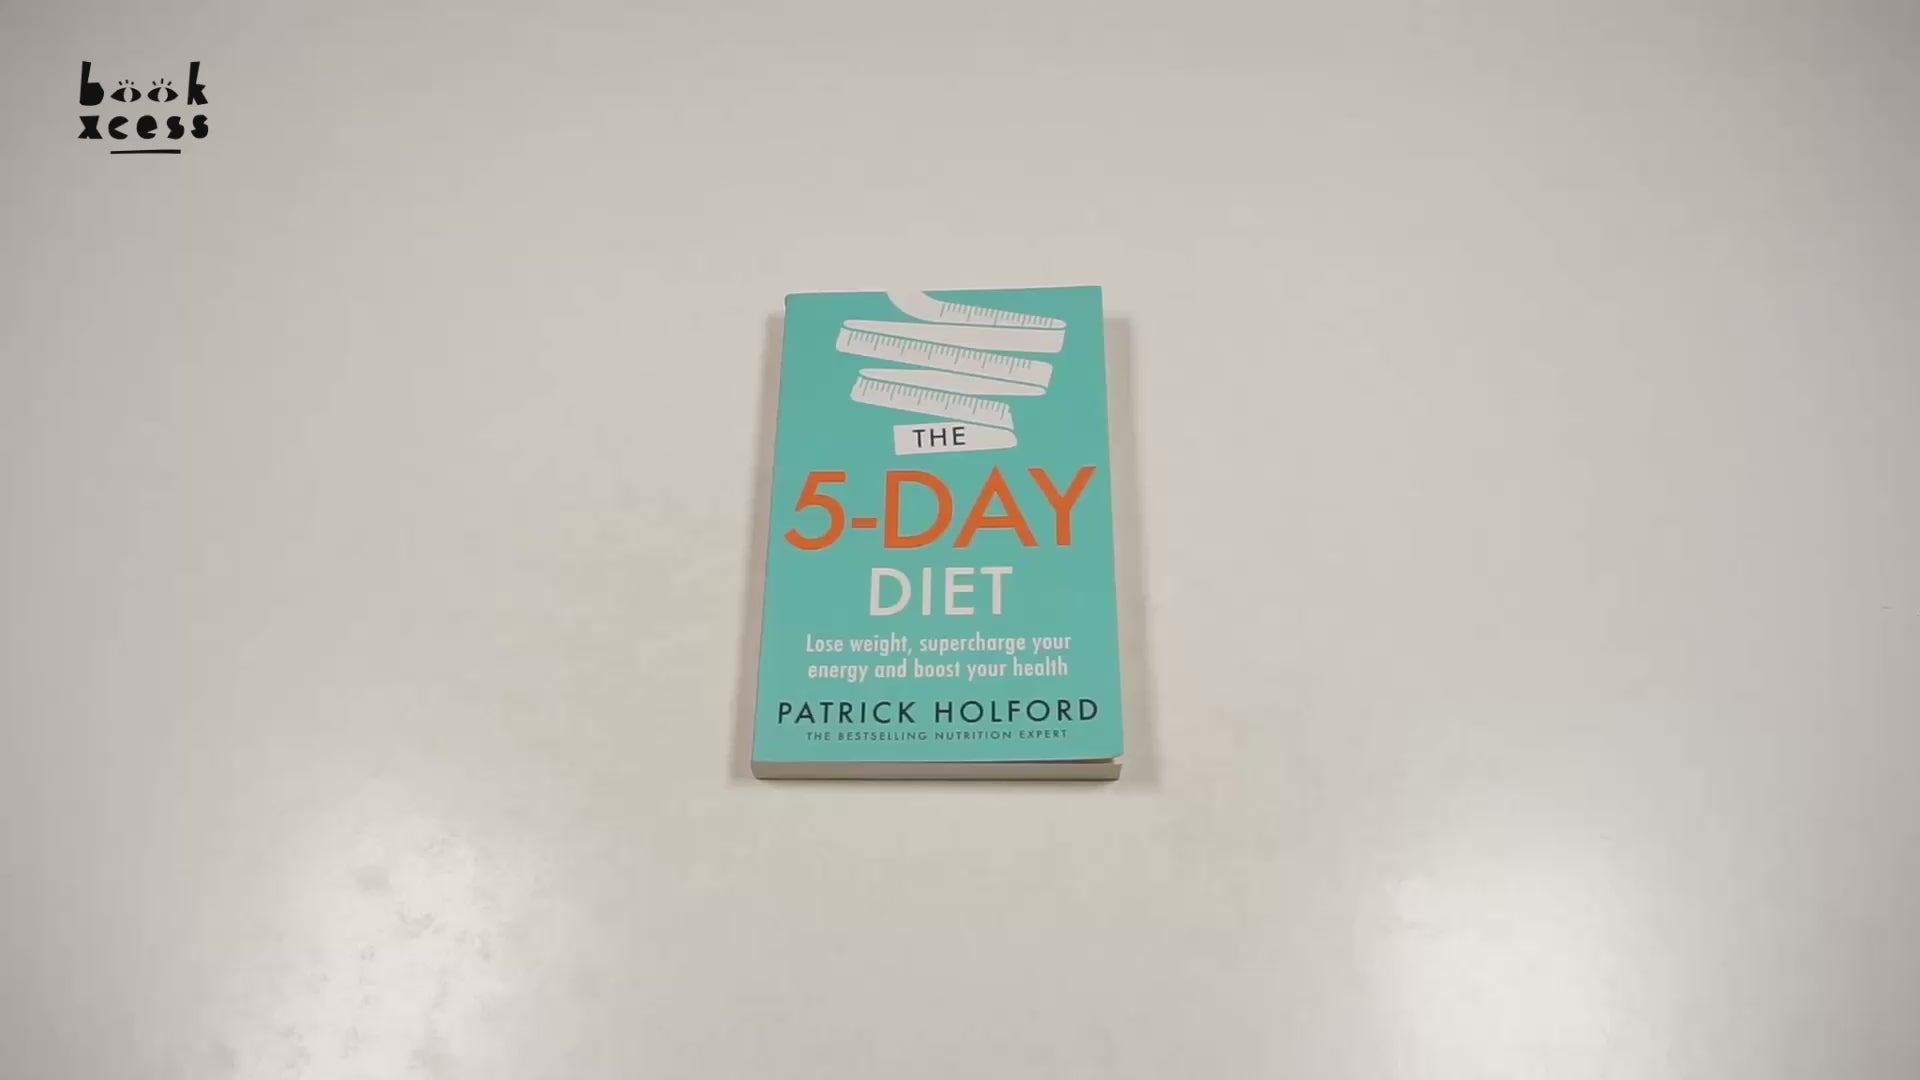 book
xcess
THE
5-DAY
DIET
Lose weight, supercharge your
energy and boost your health
PATRICK HOLFORD
THE BESTSELLING NUTRITION EXPERT